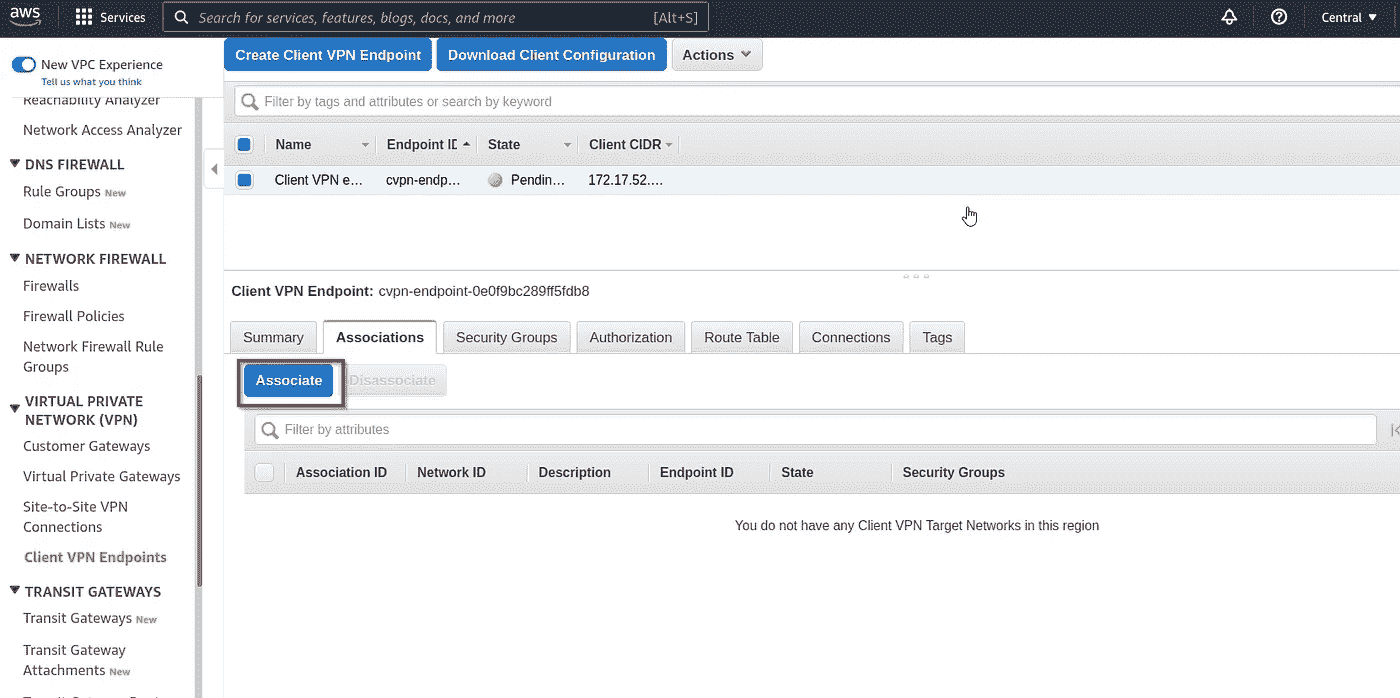 aws
Services
Search for services, features, blogs, docs, and more
[Alt+S]
Central
New VPC Experience
Tell us what you think
Reachability Analyzer
Network Access Analyzer
DNS FIREWALL
Rule Groups New
Domain Lists New
NETWORK FIREWALL
Firewalls
Firewall Policies
Network Firewall Rule
Groups
VIRTUAL PRIVATE
NETWORK (VPN)
Customer Gateways
Virtual Private Gateways
Site-to-Site VPN
Connections
Client VPN Endpoints
TRANSIT GATEWAYS
Transit Gateways New
Transit Gateway
Attachments New
Create Client VPN Endpoint
Download Client Configuration
Actions
Filter by tags and attributes or search by keyword
Name Endpoint ID State Client CIDR
Client VPN e... cvpn-endp... Pendin... 172.17.52....
Client VPN Endpoint: cvpn-endpoint-0e0f9bc289ff5fdb8
Summary Associations Security Groups Authorization Route Table Connections Tags
Associate Disassociate
Filter by attributes
Association ID Network ID Description Endpoint ID State Security Groups
You do not have any Client VPN Target Networks in this region